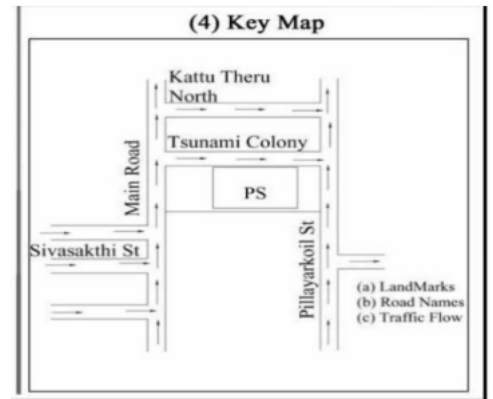 (4) Key Map
Kattu Theru
North
Main Road
Tsunami Colony
PS
Sivasakthi St
Pillayarkoil St
(a) LandMarks
(b) Road Names
(c) Traffic Flow